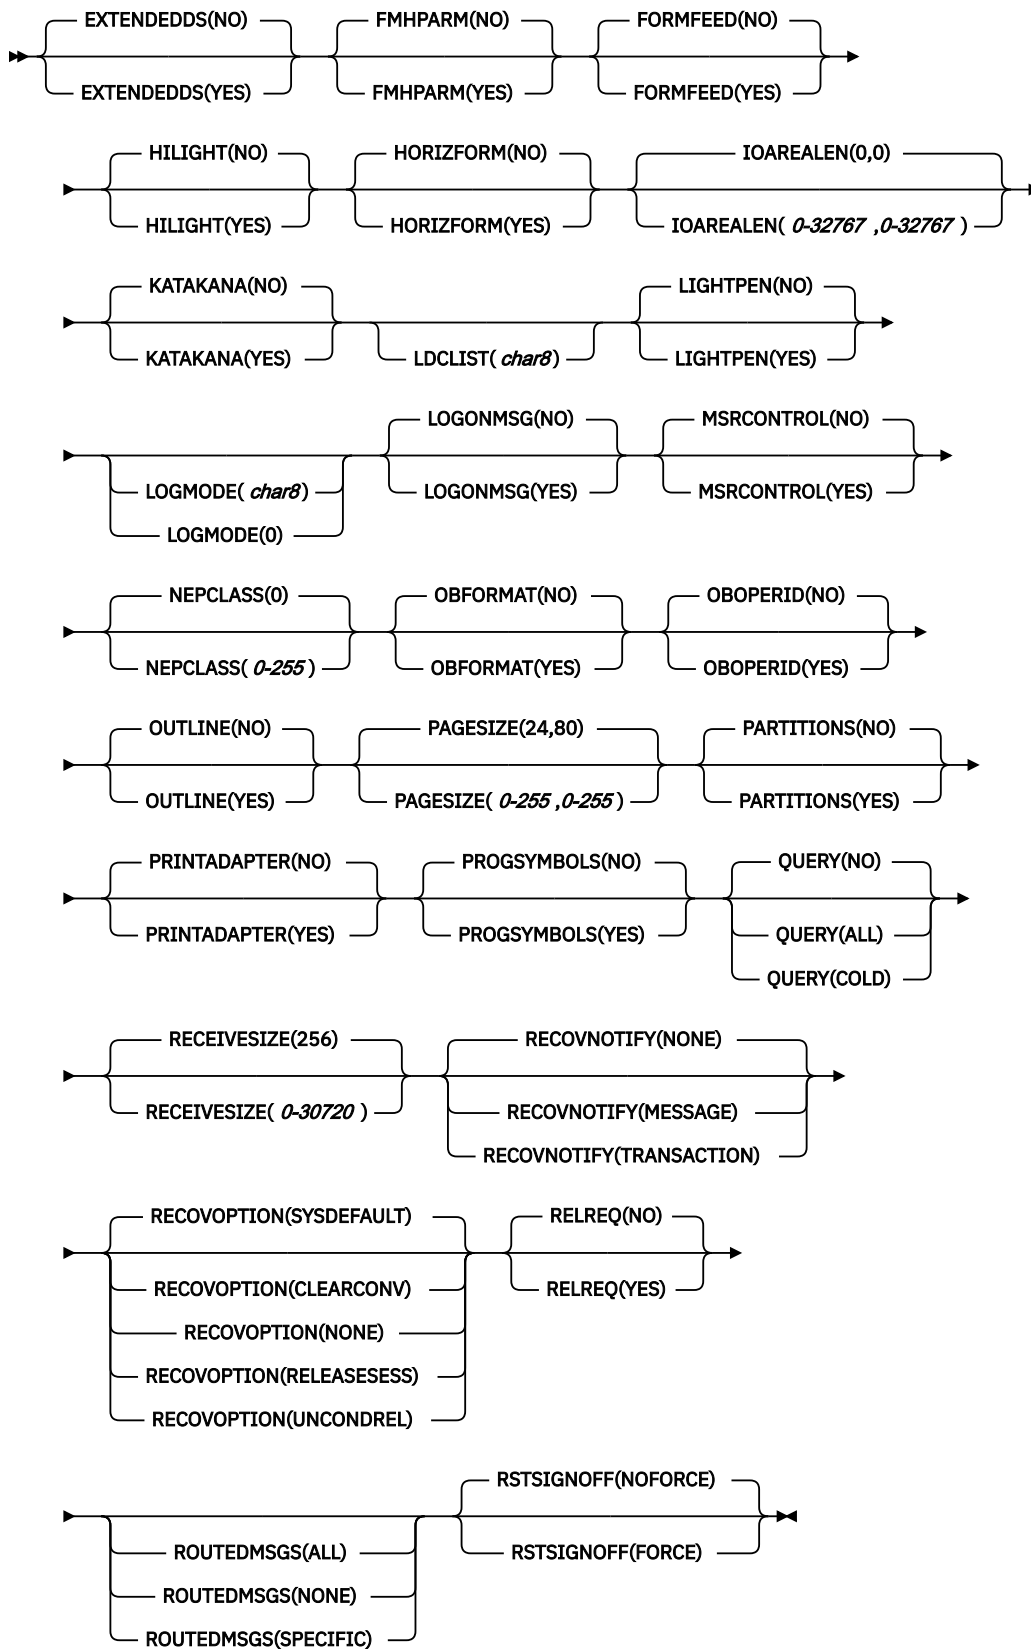 EXTENDEDDS(NO) FMHPARM(NO) FORMFEED(NO)
EXTENDEDDS(YES) FMHPARM(YES) FORMFEED(YES)
HILIGHT(NO) HORIZFORM(NO) IOAREALEN(0,0)
HILIGHT(YES) HORIZFORM(YES) IOAREALEN( 0-32767 ,0-32767 )
KATAKANA(NO) LIGHTPEN(NO)
KATAKANA(YES) LDCLIST( char8 ) LIGHTPEN(YES)
LOGONMSG(NO) MSRCONTROL(NO)
LOGMODE( char8 ) LOGONMSG(YES) MSRCONTROL(YES)
LOGMODE(0)
NEPCLASS(0) OBFORMAT(NO) OBOPERID(NO)
NEPCLASS( 0-255 ) OBFORMAT(YES) OBOPERID(YES)
OUTLINE(NO) PAGESIZE(24,80) PARTITIONS(NO)
OUTLINE(YES) PAGESIZE( 0-255 ,0-255 ) PARTITIONS(YES)
PRINTADAPTER(NO) PROGSYMBOLS(NO) QUERY(NO)
PRINTADAPTER(YES) PROGSYMBOLS(YES) QUERY(ALL)
QUERY(COLD)
RECEIVESIZE(256) RECOVNOTIFY(NONE)
RECEIVESIZE( 0-30720 ) RECOVNOTIFY(MESSAGE)
RECOVNOTIFY(TRANSACTION)
RECOVOPTION(SYSDEFAULT) RELREQ(NO)
RECOVOPTION(CLEARCONV) RELREQ(YES)
RECOVOPTION(NONE)
RECOVOPTION(RELEASESESS)
RECOVOPTION(UNCONDREL)
RSTSIGNOFF(NOFORCE)
ROUTEDMSGS(ALL) RSTSIGNOFF(FORCE)
ROUTEDMSGS(NONE)
ROUTEDMSGS(SPECIFIC)